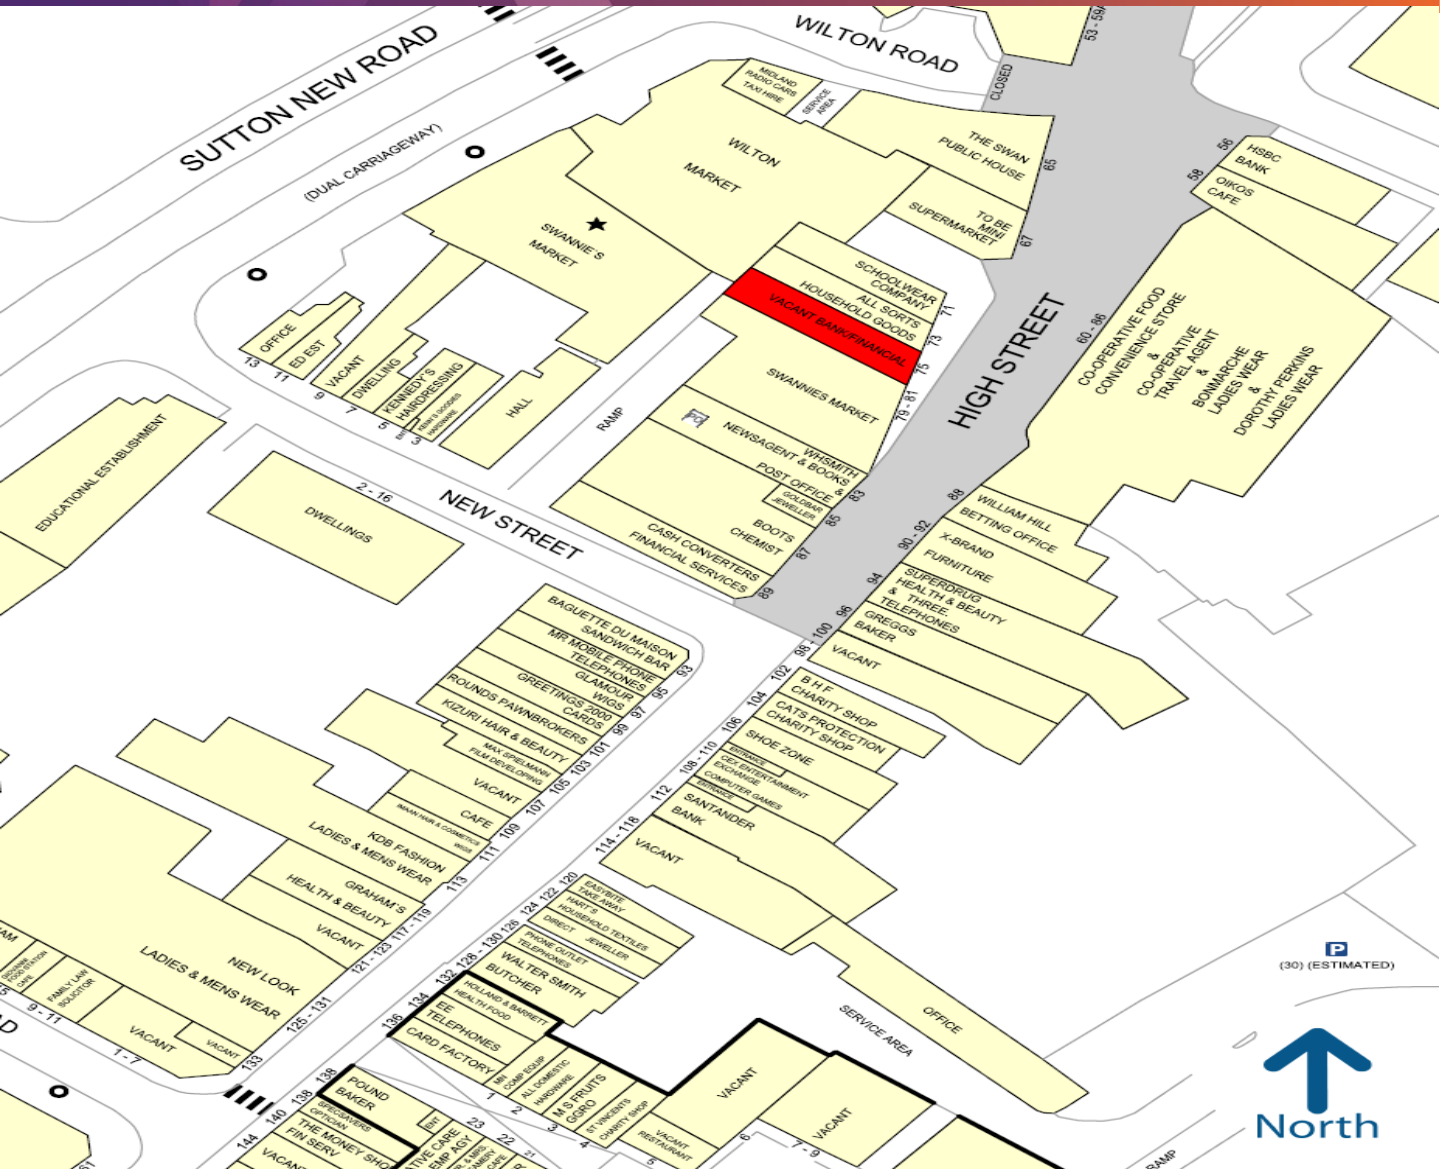 SUTTON NEW ROAD
(DUAL CARRIAGEWAY)
WILTON ROAD
CLOSED
MIDLAND
RADIO CARS
TAXI HIRE
SERVICE
AREA
WILTON
MARKET
THE SWAN
PUBLIC HOUSE
65
TO BE
MINI
SUPERMARKET
67
56
HSBC
BANK
58
OIKOS
CAFE
SWANNIE'S
MARKET
SCHOOLWEAR
COMPANY
71
ALL SORTS
HOUSEHOLD GOODS
73
VACANT BANK/FINANCIAL
75
SWANNIES MARKET
79 - 81
HIGH STREET
60 - 86
CO-OPERATIVE FOOD
CONVENIENCE STORE
&
CO-OPERATIVE
TRAVEL AGENT
&
BONMARCHE
LADIES WEAR
&
DOROTHY PERKINS
LADIES WEAR
OFFICE
13
ED EST
11
VACANT
9
DWELLING
7
KENNEDY'S
HAIRDRESSING
5
HARDWARE
3
HALL
RAMP
PO
WHSMITH
NEWSAGENT & BOOKS
&
POST OFFICE
83
GOLDBAR
JEWELLER
85
BOOTS
CHEMIST
87
CASH CONVERTERS
FINANCIAL SERVICES
89
EDUCATIONAL ESTABLISHMENT
2 - 16
DWELLINGS
NEW STREET
88
WILLIAM HILL
BETTING OFFICE
90 - 92
X-BRAND
FURNITURE
94
SUPERDRUG
HEALTH & BEAUTY
& THREE
TELEPHONES
96
GREGGS
BAKER
98 - 100
VACANT
BAGUETTE DU MAISON
SANDWICH BAR
93
MR MOBILE PHONE
TELEPHONES
95
GLAMOUR
WIGS
97
GREETINGS 2000
CARDS
99
ROUNDS PAWNBROKERS
101
KIZURI HAIR & BEAUTY
103
MAX SPIELMANN
FILM DEVELOPING
105
VACANT
107
CAFE
109
IMAAN HAIR & COSMETICS
WIGS
111
KDB FASHION
LADIES & MENS WEAR
113
GRAHAM'S
HEALTH & BEAUTY
117 - 119
VACANT
121 - 123
NEW LOOK
LADIES & MENS WEAR
125 - 131
VACANT
133
VACANT
1 - 7
FAMILY LAW
SOLICITOR
9 - 11
FOOD STATION
CAFE
102
B H F
CHARITY SHOP
104
CATS PROTECTION
CHARITY SHOP
106
SHOE ZONE
108 - 110
ENTRANCE
CEX ENTERTAINMENT
EXCHANGE
COMPUTER GAMES
ENTRANCE
112
SANTANDER
BANK
114 - 118
VACANT
120
EASYBITE
TAKE AWAY
122
HART'S
HOUSEHOLD TEXTILES
124
DIRECT JEWELLER
126
PHONE OUTLET
TELEPHONES
128 - 130
WALTER SMITH
BUTCHER
132
HOLLAND & BARRETT
HEALTH FOOD
134
EE
TELEPHONES
136
CARD FACTORY
OFFICE
SERVICE AREA
MN
COMP EQUIP
1
ALL DOMESTIC
HARDWARE
2
M S FRUITS
GGRO
3
ST VINCENTS
CHARITY SHOP
4
VACANT
RESTAURANT
5
VACANT
6
VACANT
7 - 9
138
POUND
BAKER
138
SPECSAVERS
OPTICIAN
140
THE MONEY SHO
FIN SERV
144
VACAN
ENT
23
22
21
P
(30) (ESTIMATED)
North
RAMP